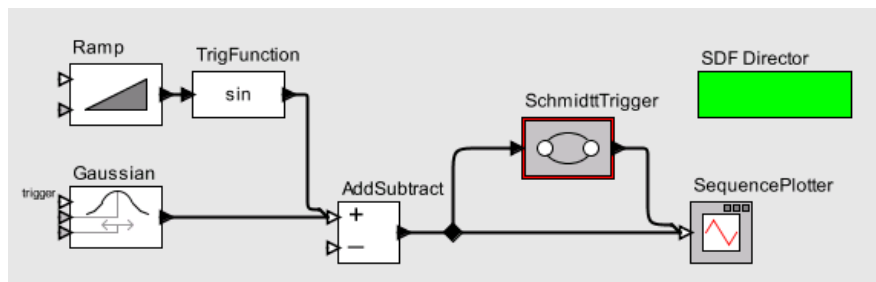 Ramp
TrigFunction
sin
SDF Director
SchmidttTrigger
Gaussian
trigger
AddSubtract
+
−
SequencePlotter